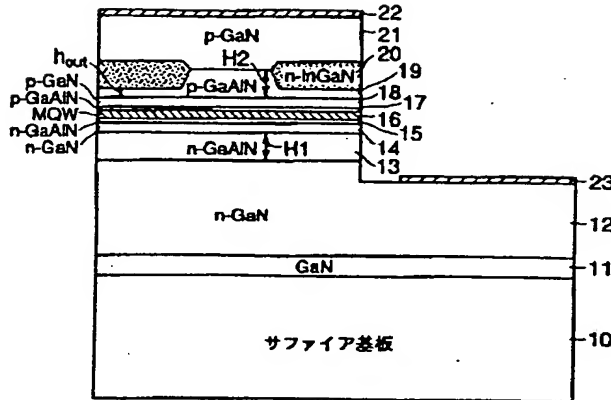 22
p-GaN
21
hout
H2
20
n-InGaN
19
p-GaN
p-GaAlN
18
p-GaAlN
17
MQW
16
n-GaAlN
15
n-GaN
14
n-GaAlN
H1
13
23
n-GaN
12
GaN
11
サファイア基板
10